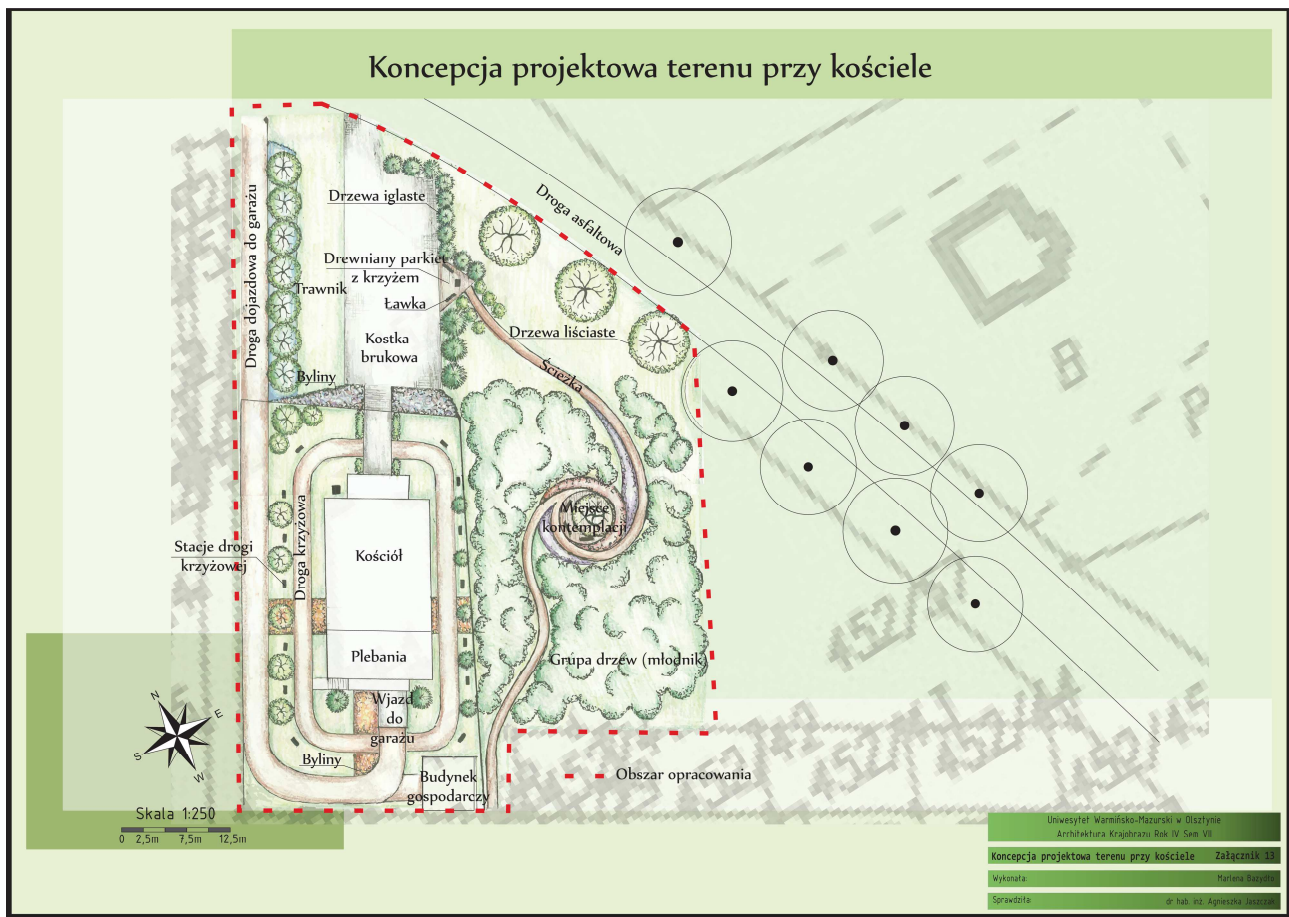 Koncepcja projektowa terenu przy kościele
Droga dojazdowa do garażu
Drzewa iglaste
Drewniany parkiet
z krzyżem
Trawnik
Ławka
Kostka
brukowa
Byliny
Droga asfaltowa
Drzewa liściaste
Ścieżka
Miejsce
kontemplacji
Stacje drogi
krzyżowej
Droga krzyżowa
Kościół
Plebania
Wjazd
do
garażu
Byliny
Budynek
gospodarczy
Grupa drzew (młodnik)
152/
N
E
S
W
Skala 1:250
0 2,5m 7,5m 12,5m
Obszar opracowania
Uniwesytet Warmińsko-Mazurski w Olsztynie
Architektura Krajobrazu Rok IV Sem VII
Koncepcja projektowa terenu przy kościele Załącznik 13
Wykonała: Marlena Bazydło
Sprawdziła: dr hab. inż. Agnieszka Jaszczak